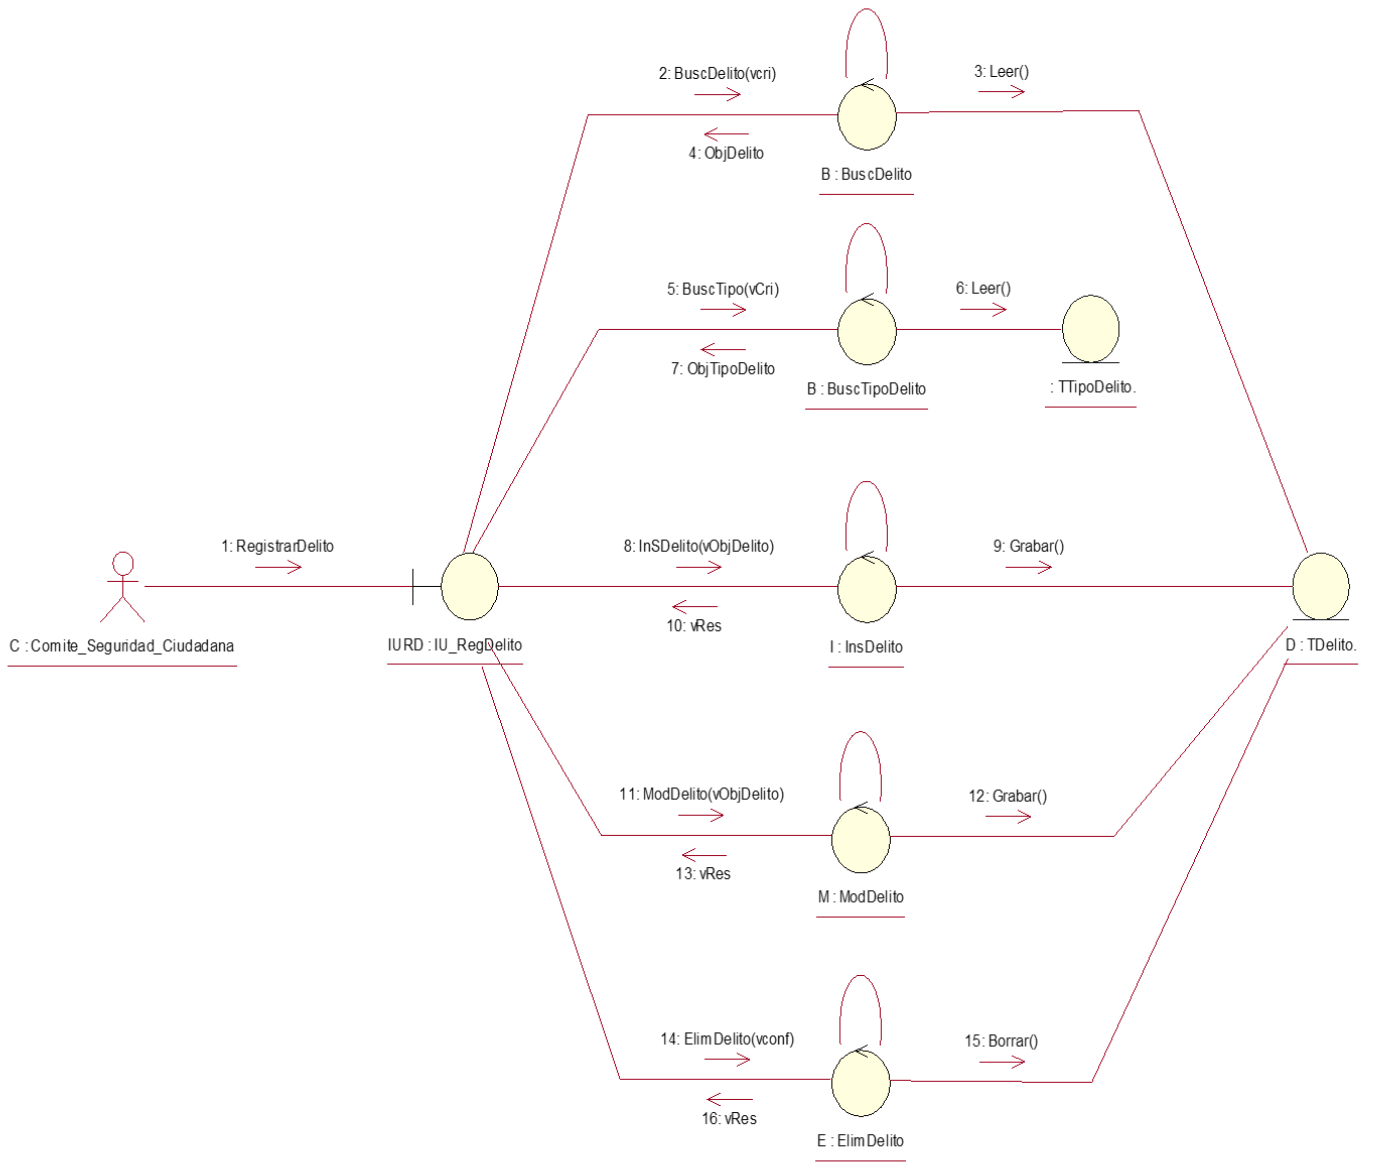 2: BuscDelito(vcri)
3: Leer()
4: ObjDelito
B : BuscDelito
5: BuscTipo(vCri)
6: Leer()
7: ObjTipoDelito
B : BuscTipoDelito
: TTipoDelito.
1: RegistrarDelito
8: InSDelito(vObjDelito)
9: Grabar()
10: vRes
C : Comite_Seguridad_Ciudadana
IURD : IU_RegDelito
I : InsDelito
D : TDelito.
11: ModDelito(vObjDelito)
12: Grabar()
13: vRes
M : ModDelito
14: ElimDelito(vconf)
15: Borrar()
16: vRes
E : ElimDelito